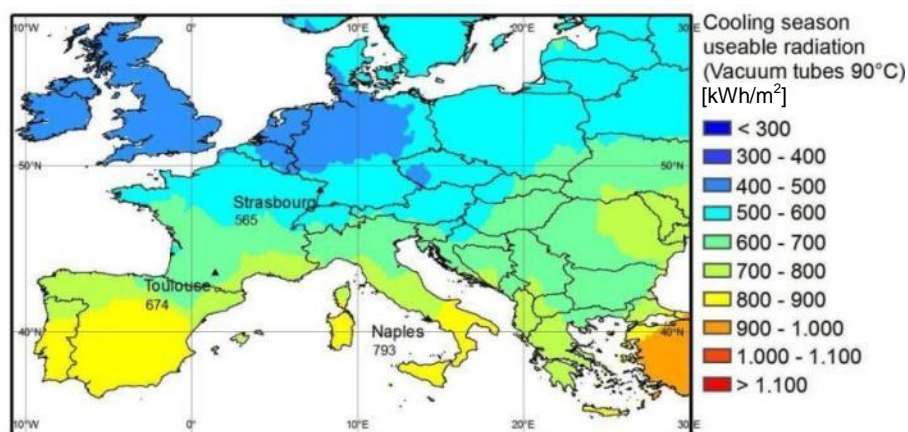 10°W
0°
10°E
20°E
30°E
50°N
50°N
Strasbourg
565
Toulouse
674
Naples
793
40°N
40°N
10°W
0°
10°E
20°E
30°E
Cooling season
useable radiation
(Vacuum tubes 90°C)
[kWh/m²]
< 300
300 - 400
400 - 500
500 - 600
600 - 700
700 - 800
800 - 900
900 - 1.000
1.000 - 1.100
> 1.100